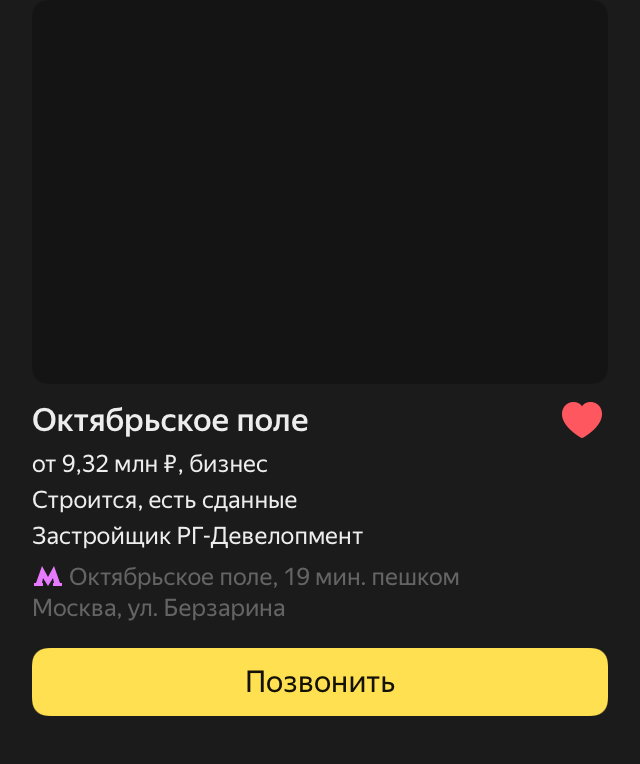 Октябрьское поле
от 9,32 млн ₽, бизнес
Строится, есть сданные
Застройщик РГ-Девелопмент
Октябрьское поле, 19 мин. пешком
Москва, ул. Берзарина
Позвонить